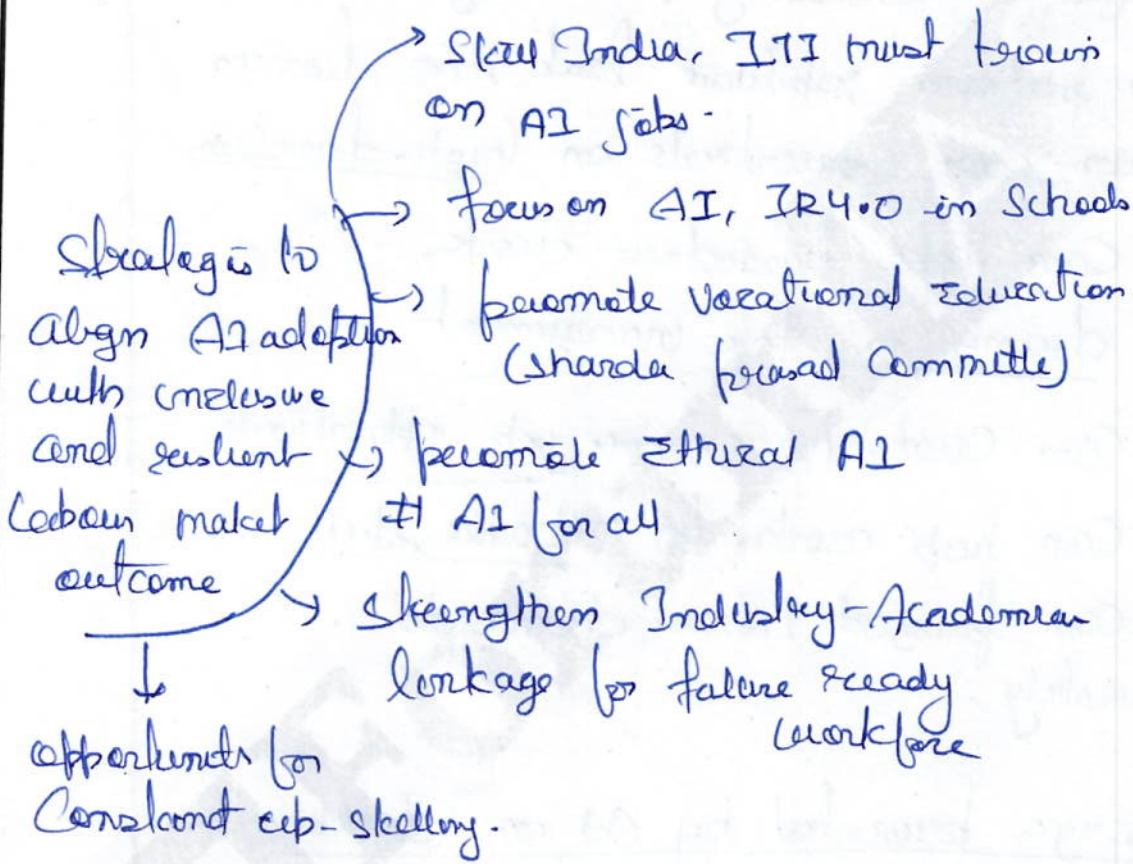 Skill India, ITI must train
on AI jobs.
focus on AI, IR4.0 in Schools
promote vocational Education
(Sharda prasad Committee)
promote Ethical AI
# AI for all
strengthen Industry-Academia
linkage for future ready
workforce
Strategies to
align AI adoption
with inclusive
and resilient
labour market
outcome
opportunity for
Constant up-skilling.